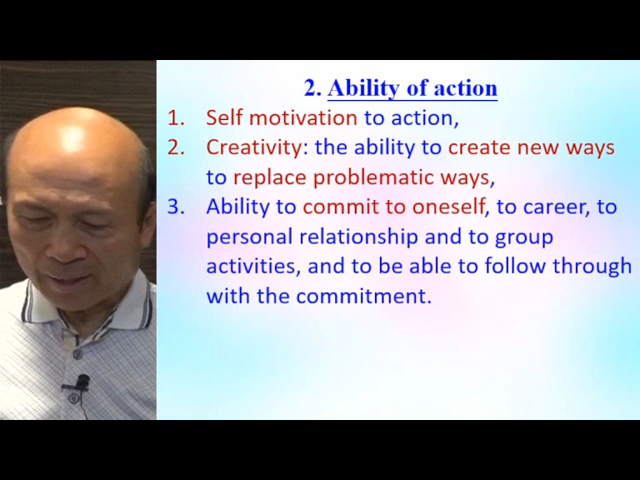 2. Ability of action
1. Self motivation to action,
2. Creativity: the ability to create new ways
to replace problematic ways,
3. Ability to commit to oneself, to career, to
personal relationship and to group
activities, and to be able to follow through
with the commitment.